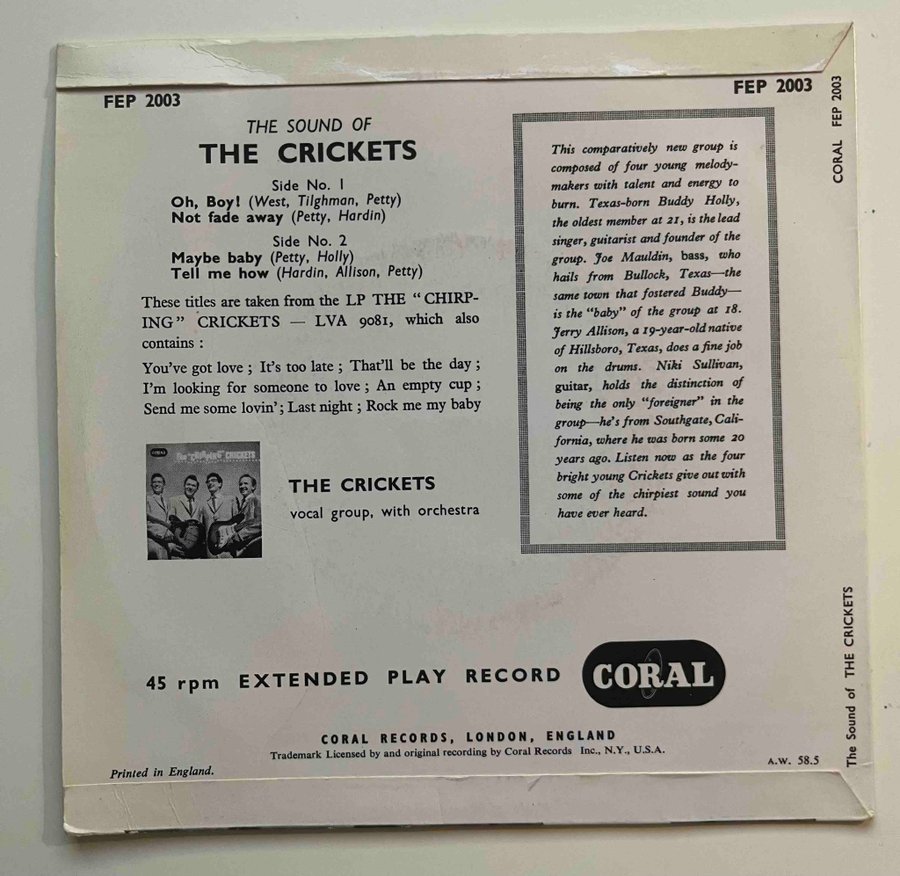 FEP 2003
FEP 2003
THE SOUND OF
THE CRICKETS
Side No. 1
Oh, Boy! (West, Tilghman, Petty)
Not fade away (Petty, Hardin)
Side No. 2
Maybe baby (Petty, Holly)
Tell me how (Hardin, Allison, Petty)
These titles are taken from the LP THE "CHIRP-
ING" CRICKETS — LVA 9081, which also
contains :
You've got love ; It's too late ; That'll be the day ;
I'm looking for someone to love ; An empty cup ;
Send me some lovin' ; Last night ; Rock me my baby
CORAL
The "CHIRPING" CRICKETS
THE CRICKETS
vocal group, with orchestra
This comparatively new group is
composed of four young melody-
makers with talent and energy to
burn. Texas-born Buddy Holly,
the oldest member at 21, is the lead
singer, guitarist and founder of the
group. Joe Mauldin, bass, who
hails from Bullock, Texas—the
same town that fostered Buddy—
is the "baby" of the group at 18.
Jerry Allison, a 19-year-old native
of Hillsboro, Texas, does a fine job
on the drums. Niki Sullivan,
guitar, holds the distinction of
being the only "foreigner" in the
group—he's from Southgate, Cali-
fornia, where he was born some 20
years ago. Listen now as the four
bright young Crickets give out with
some of the chirpiest sound you
have ever heard.
45 rpm EXTENDED PLAY RECORD
CORAL
CORAL RECORDS, LONDON, ENGLAND
Trademark Licensed by and original recording by Coral Records Inc., N.Y., U.S.A.
Printed in England.
A.W. 58.5
CORAL FEP 2003
The Sound of THE CRICKETS